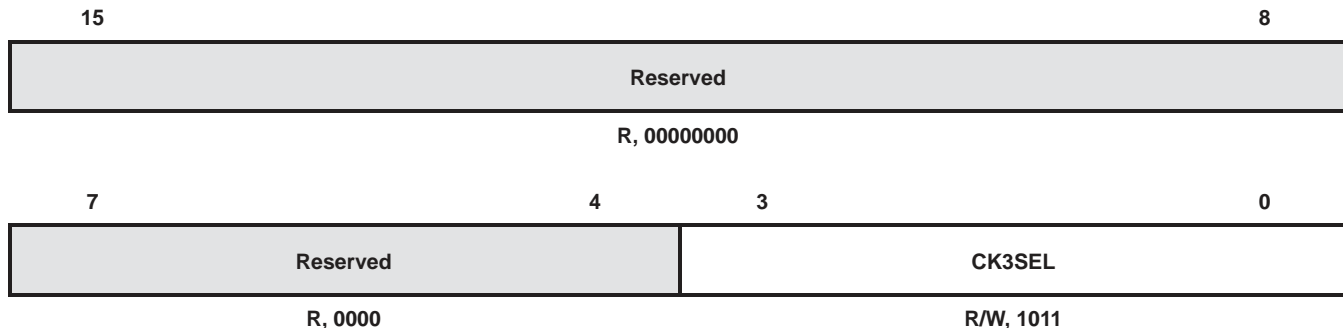 15 8
Reserved
R, 00000000
7 4 3 0
Reserved CK3SEL
R, 0000 R/W, 1011